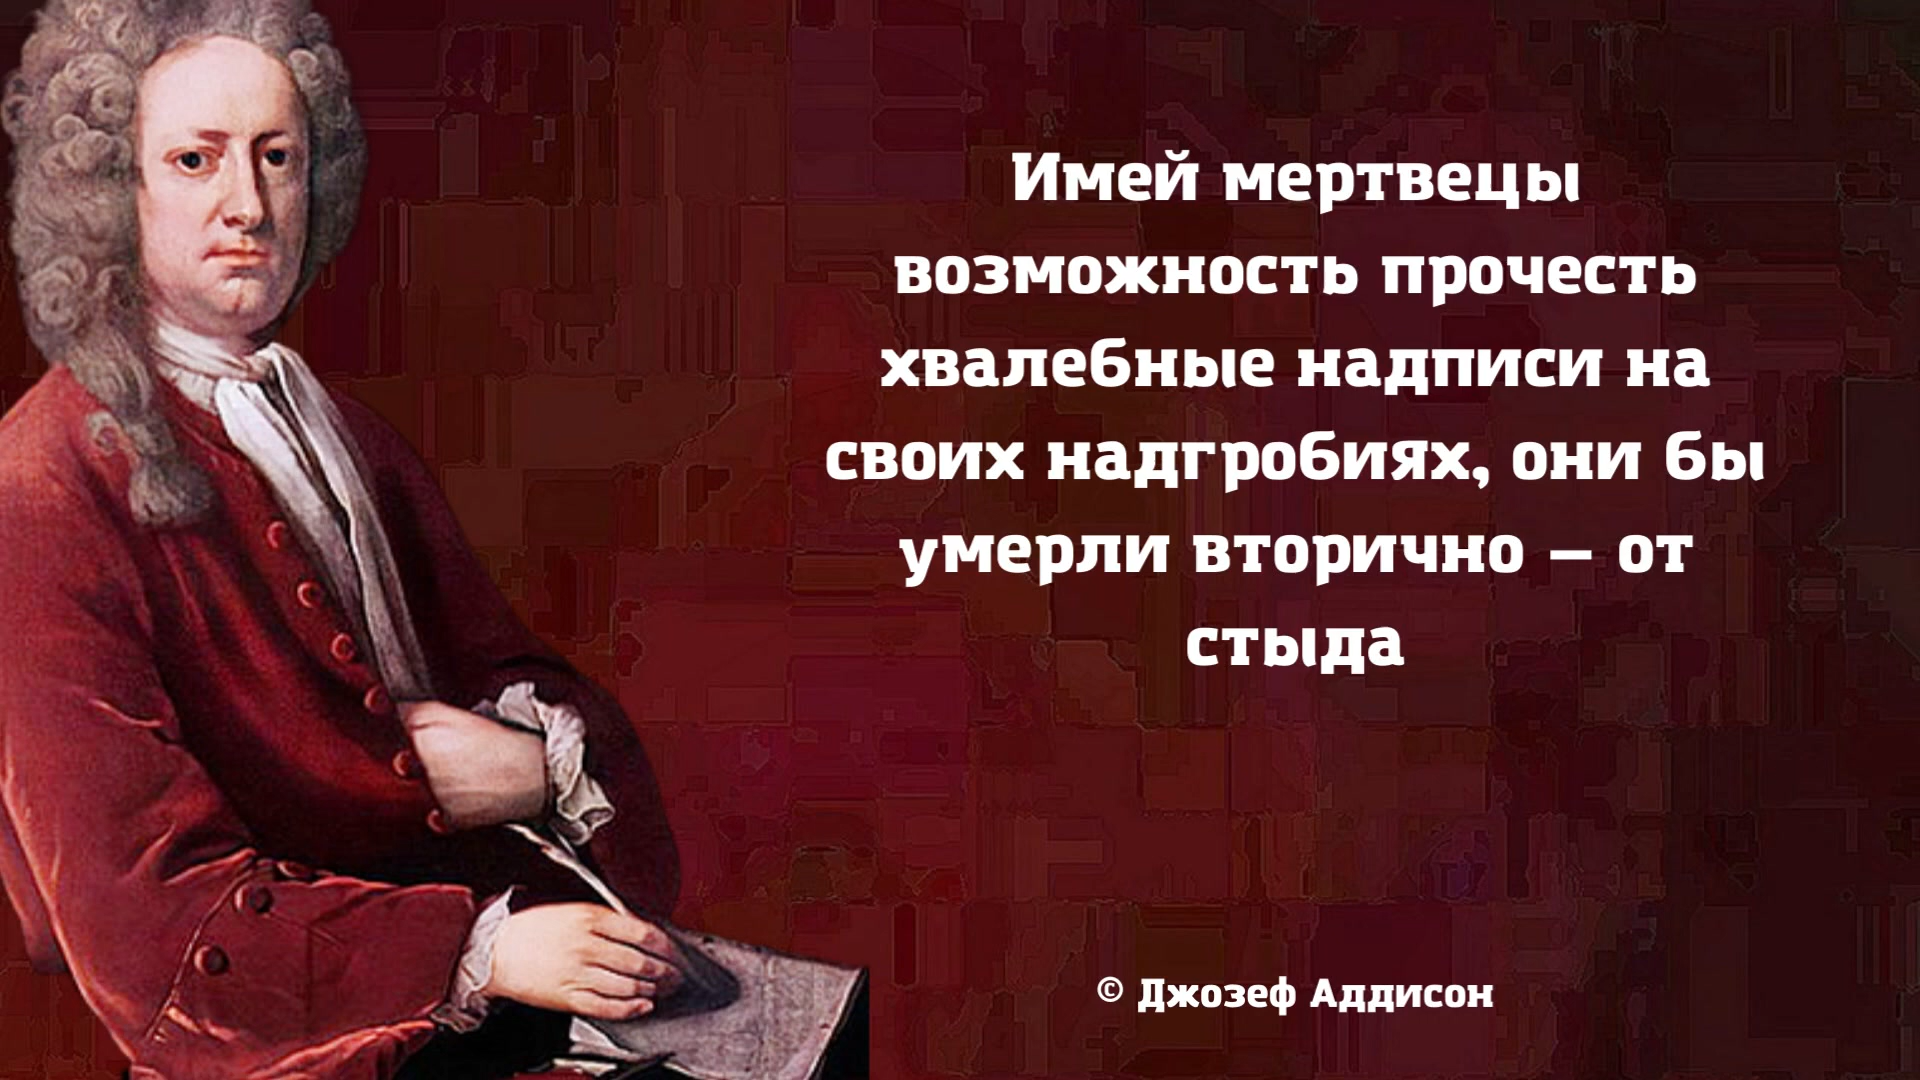 Имей мертвецы
возможность прочесть
хвалебные надписи на
своих надгробиях, они бы
умерли вторично – от
стыда
© Джозеф Аддисон